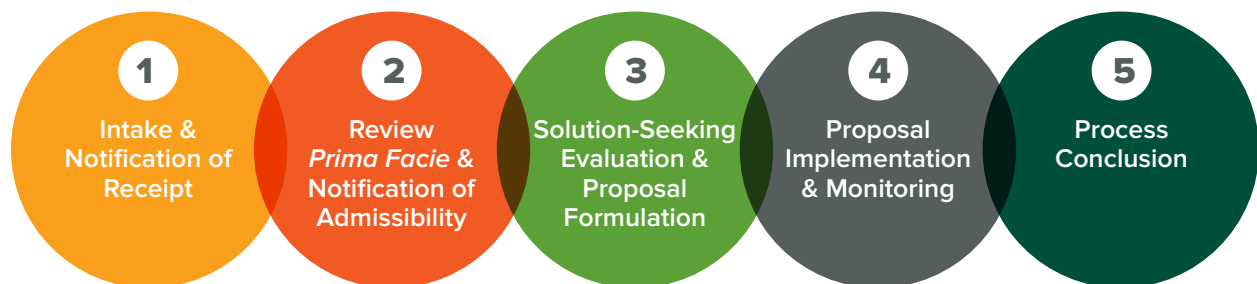 1
Intake &
Notification of
Receipt
2
Review
Prima Facie &
Notification of
Admissibility
3
Solution-Seeking
Evaluation &
Proposal
Formulation
4
Proposal
Implementation
& Monitoring
5
Process
Conclusion